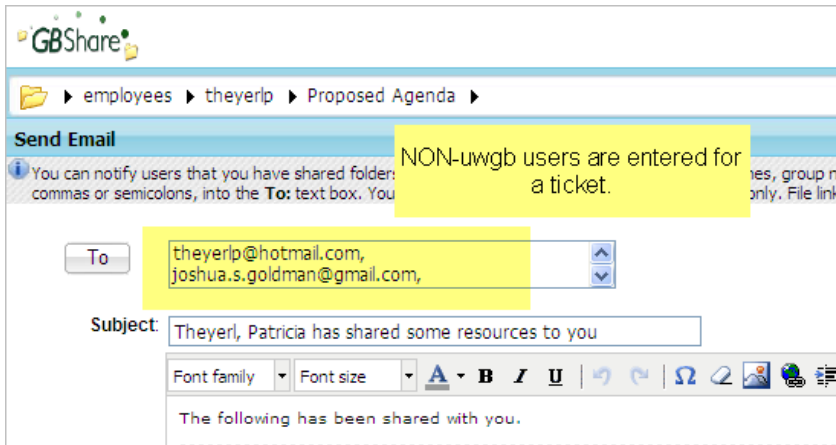 GBShare
employees theyerlp Proposed Agenda
Send Email
You can notify users that you have shared folders
commas or semicolons, into the To: text box. You
NON-uwgb users are entered for
a ticket.
nes, group
only. File link
To
theyerlp@hotmail.com,
joshua.s.goldman@gmail.com,
Subject: Theyerl, Patricia has shared some resources to you
Font family Font size A B I U Ω
The following has been shared with you.